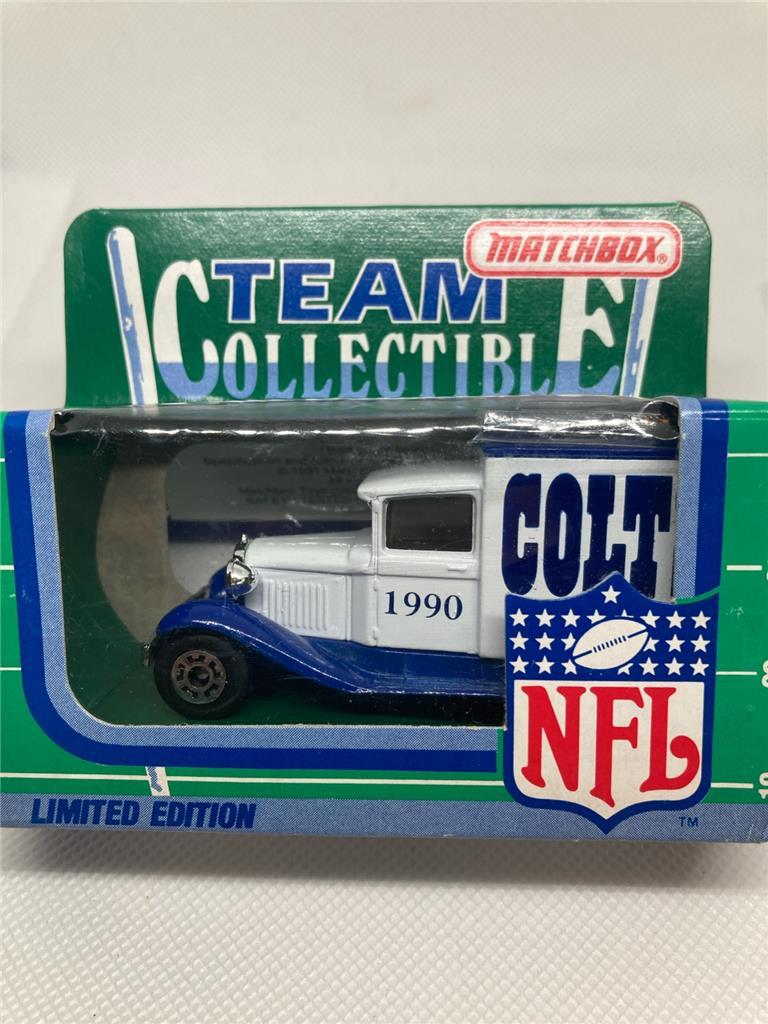 MATCHBOX®
TEAM
COLLECTIBLE
COLT
1990
NFL
LIMITED EDITION
TM